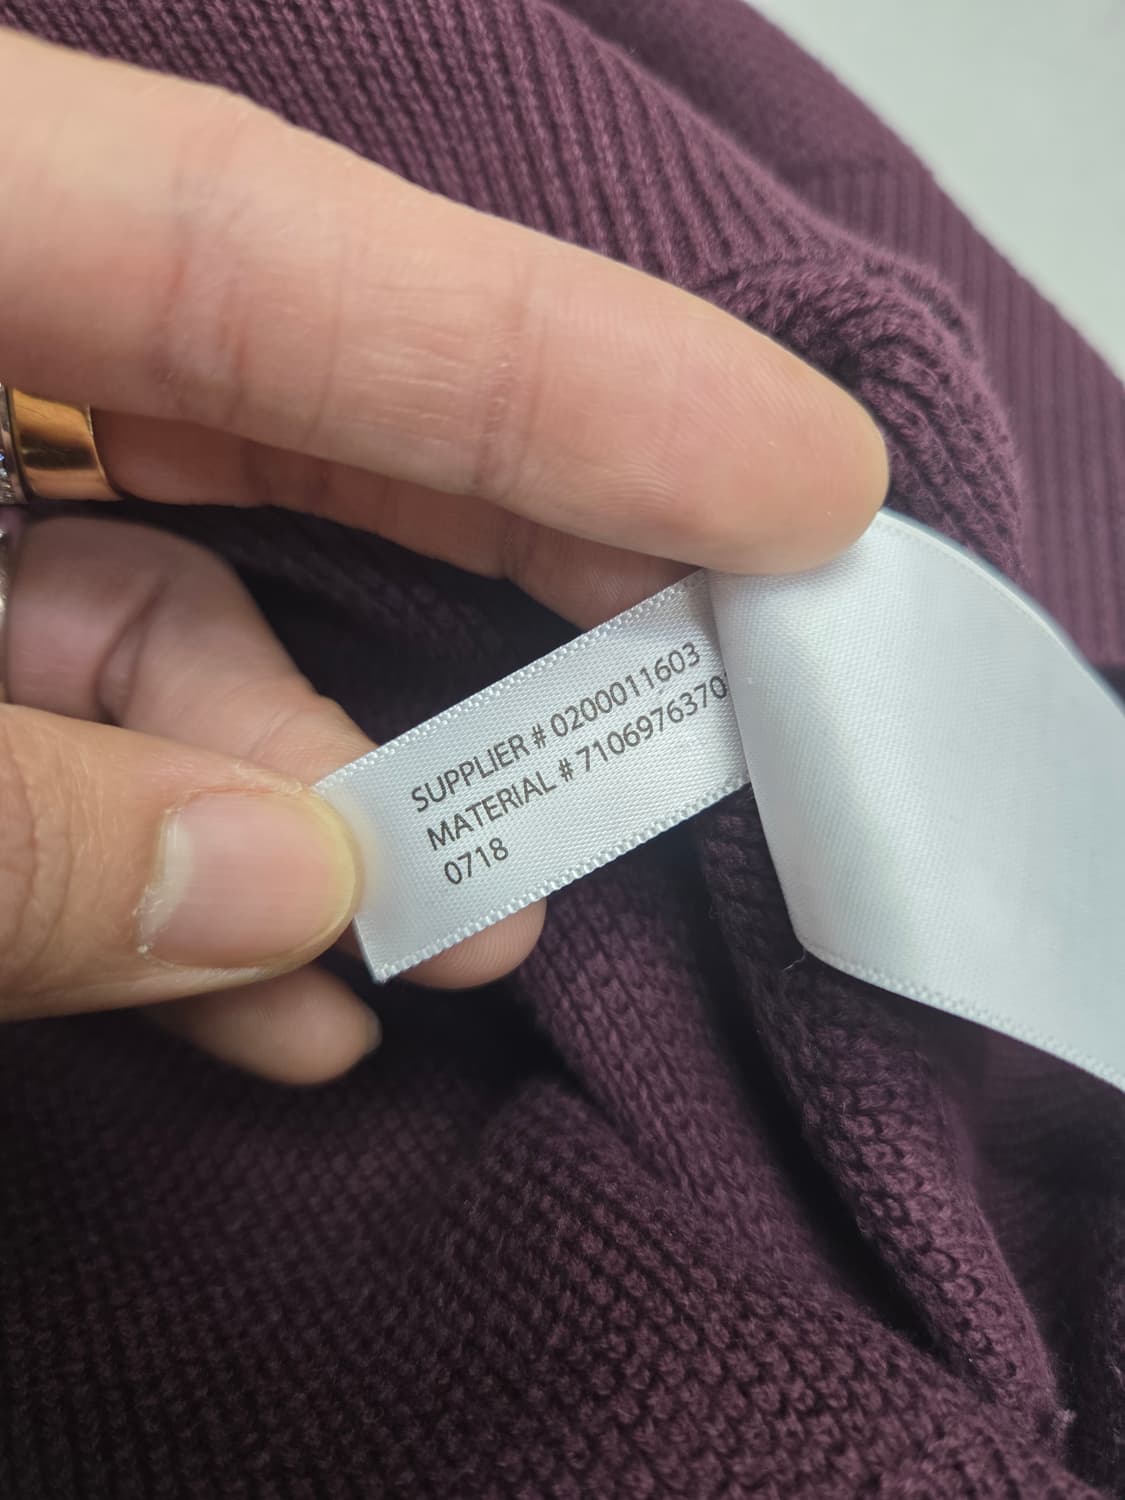 SUPPLIER # 0200011603
MATERIAL # 7106976370
0718